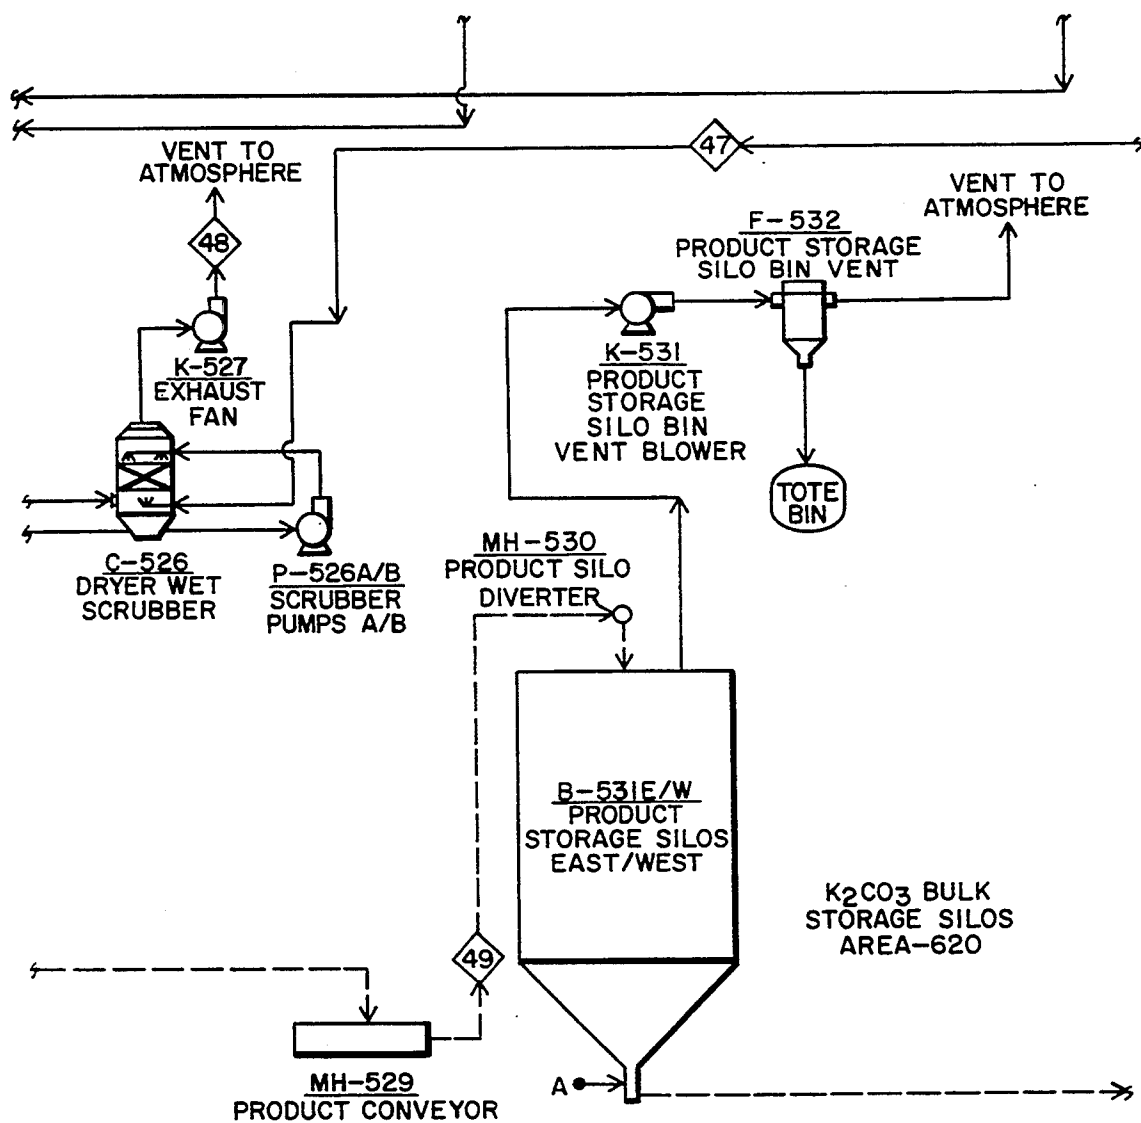 47
VENT TO
ATMOSPHERE
48
K-527
EXHAUST
FAN
VENT TO
ATMOSPHERE
F-532
PRODUCT STORAGE
SILO BIN VENT
K-531
PRODUCT
STORAGE
SILO BIN
VENT BLOWER
TOTE
BIN
C-526
DRYER WET
SCRUBBER
P-526A/B
SCRUBBER
PUMPS A/B
MH-530
PRODUCT SILO
DIVERTER
B-531E/W
PRODUCT
STORAGE SILOS
EAST/WEST
K2CO3 BULK
STORAGE SILOS
AREA-620
49
MH-529
PRODUCT CONVEYOR
A